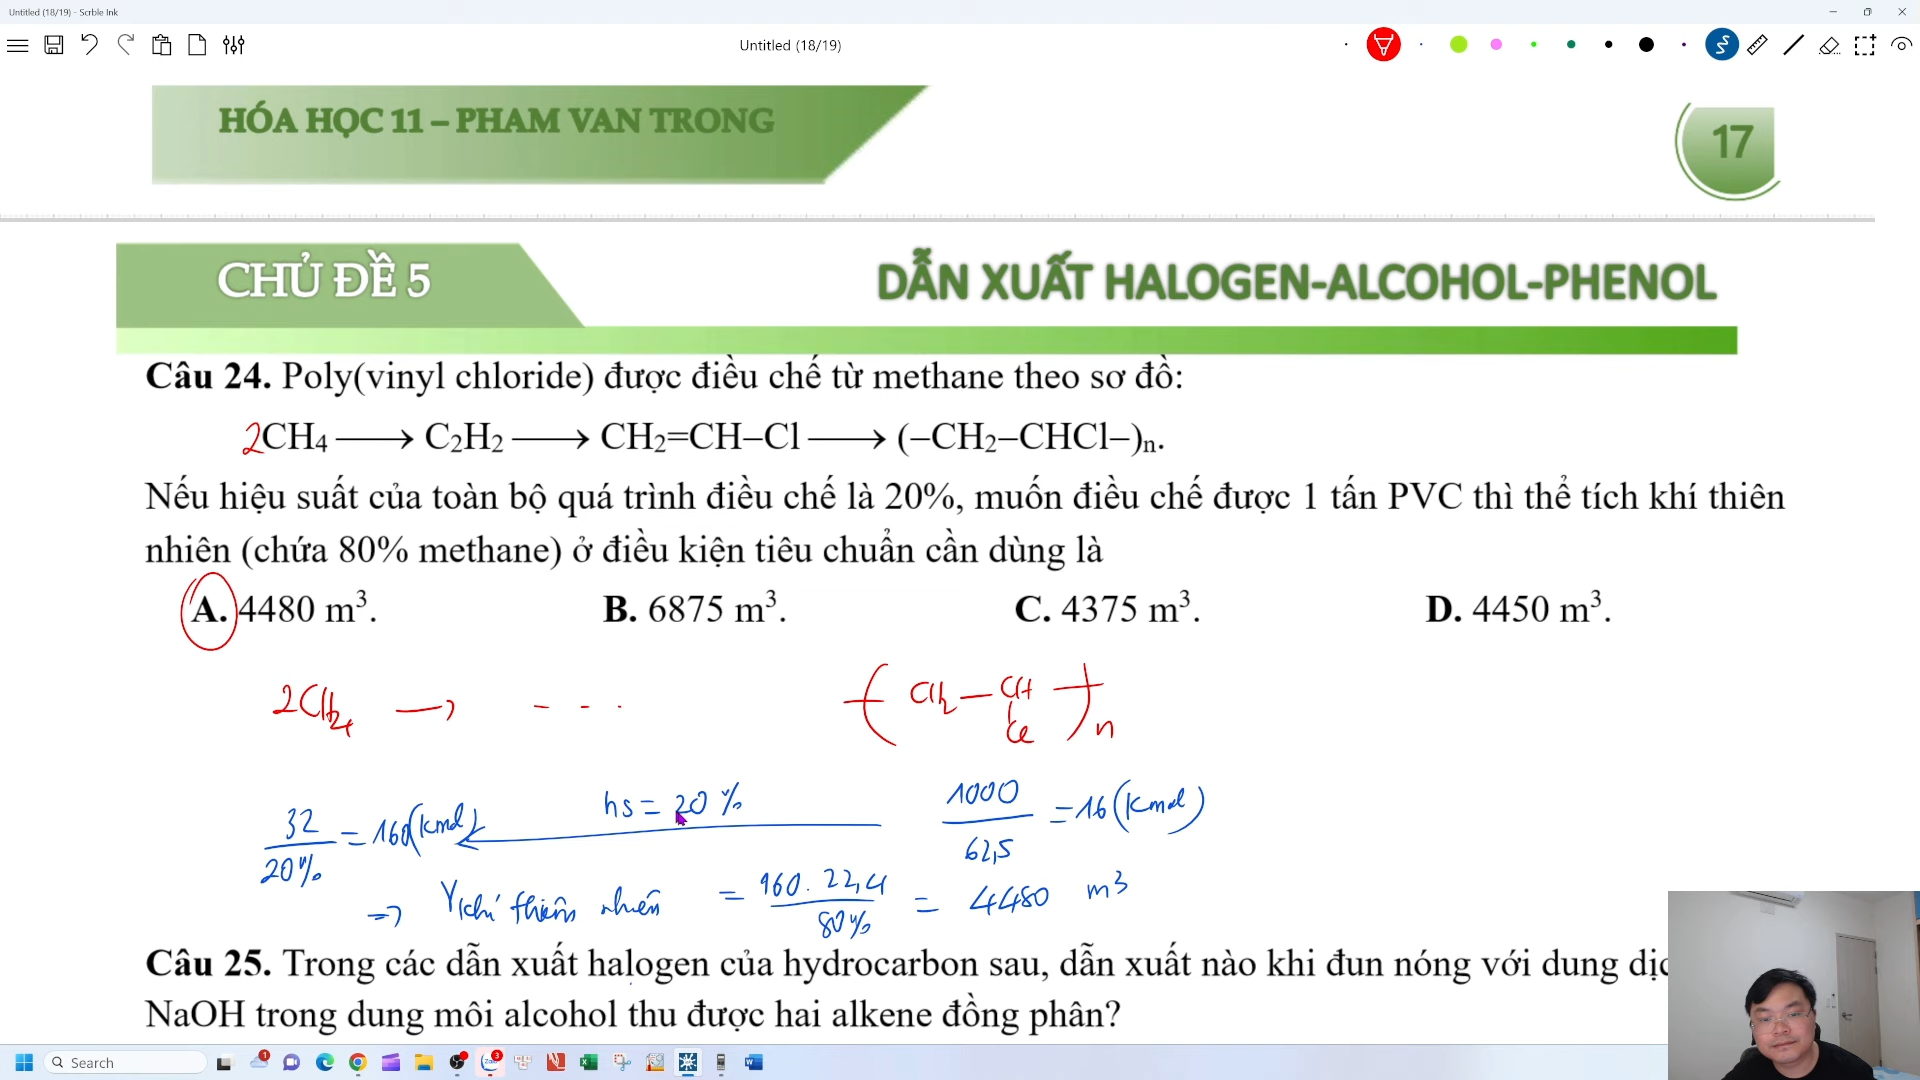 Untitled (18/19) - Scrble Ink
Untitled (18/19)
HÓA HỌC 11 – PHAM VAN TRONG
17
CHỦ ĐỀ 5
DẪN XUẤT HALOGEN-ALCOHOL-PHENOL
Câu 24. Poly(vinyl chloride) được điều chế từ methane theo sơ đồ:
2CH₄ ⟶ C₂H₂ ⟶ CH₂=CH–Cl ⟶ (–CH₂–CHCl–)ₙ.
Nếu hiệu suất của toàn bộ quá trình điều chế là 20%, muốn điều chế được 1 tấn PVC thì thể tích khí thiên
nhiên (chứa 80% methane) ở điều kiện tiêu chuẩn cần dùng là
A. 4480 m³. B. 6875 m³. C. 4375 m³. D. 4450 m³.
2CH₄ → - - . ( CH₂ – CH ) n
Cl
32 / 20% = 160 (Kmol) hs = 20 % 1000 / 62,5 = 16 (Kmol)
=> V khí thiên nhiên = 160 . 22,4 / 80% = 4480 m³
Câu 25. Trong các dẫn xuất halogen của hydrocarbon sau, dẫn xuất nào khi đun nóng với dung dịc
NaOH trong dung môi alcohol thu được hai alkene đồng phân?
Search
1
3